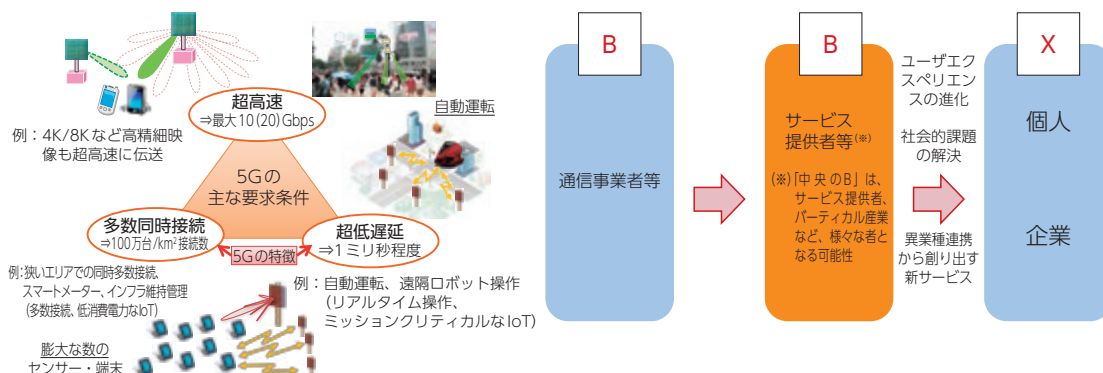 超高速
⇒最大10(20)Gbps
例：4K/8Kなど高精細映
像も超高速に伝送
自動運転
5Gの
主な要求条件
多数同時接続
⇒100万台/km²接続数
超低遅延
⇒1ミリ秒程度
5Gの特徴
例：狭いエリアでの同時多数接続、
スマートメーター、インフラ維持管理
(多数接続、低消費電力なIoT)
例：自動運転、遠隔ロボット操作
(リアルタイム操作、
ミッションクリティカルなIoT)
膨大な数の
センサー・端末
B
通信事業者等
B
サービス
提供者等(※)
(※)「中央のB」は、
サービス提供者、
バーティカル産業
など、様々な者と
なる可能性
ユーザエク
スペリエン
スの進化
社会的課題
の解決
異業種連携
から創り出す
新サービス
X
個人
企業